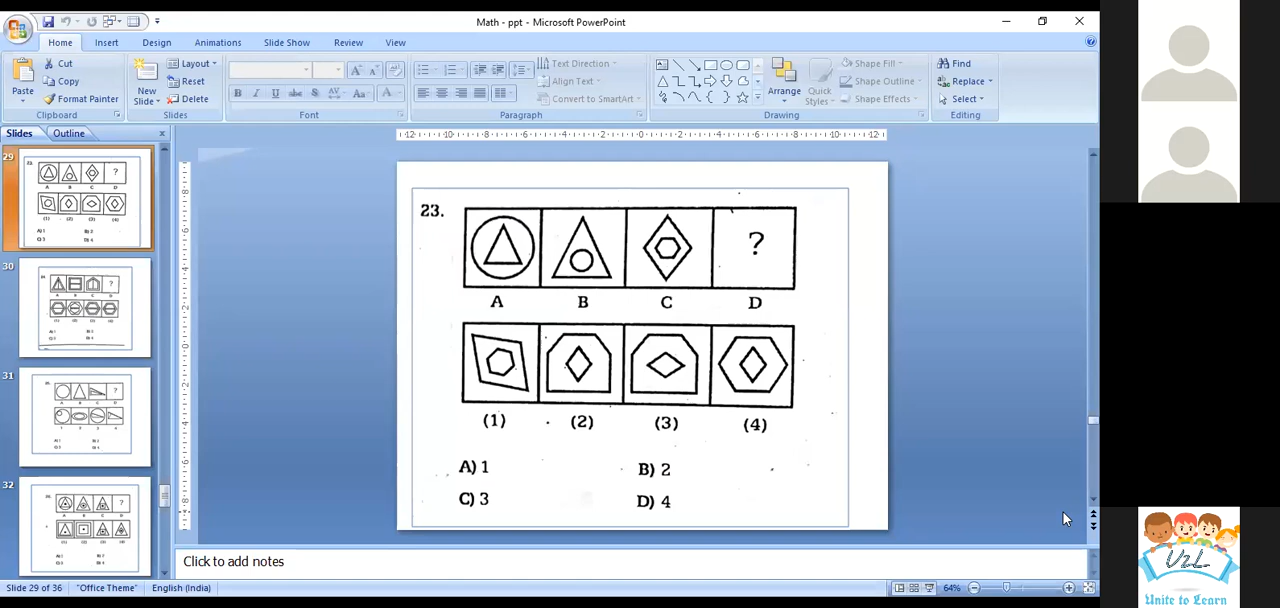 Math - ppt - Microsoft PowerPoint
Home Insert Design Animations Slide Show Review View
Paste
Cut
Copy
Format Painter
Clipboard
New
Slide
Layout
Reset
Delete
Slides
B I U abc S AV Aa A
Font
Text Direction
Align Text
Convert to SmartArt
Paragraph
Arrange
Quick
Styles
Shape Fill
Shape Outline
Shape Effects
Drawing
Find
Replace
Select
Editing
Slides Outline
29
30
31
32
23.
?
A B C D
(1) (2) (3) (4)
A) 1 B) 2
C) 3 D) 4
Click to add notes
Slide 29 of 36 "Office Theme" English (India) 64%
UzL
Unite to Learn